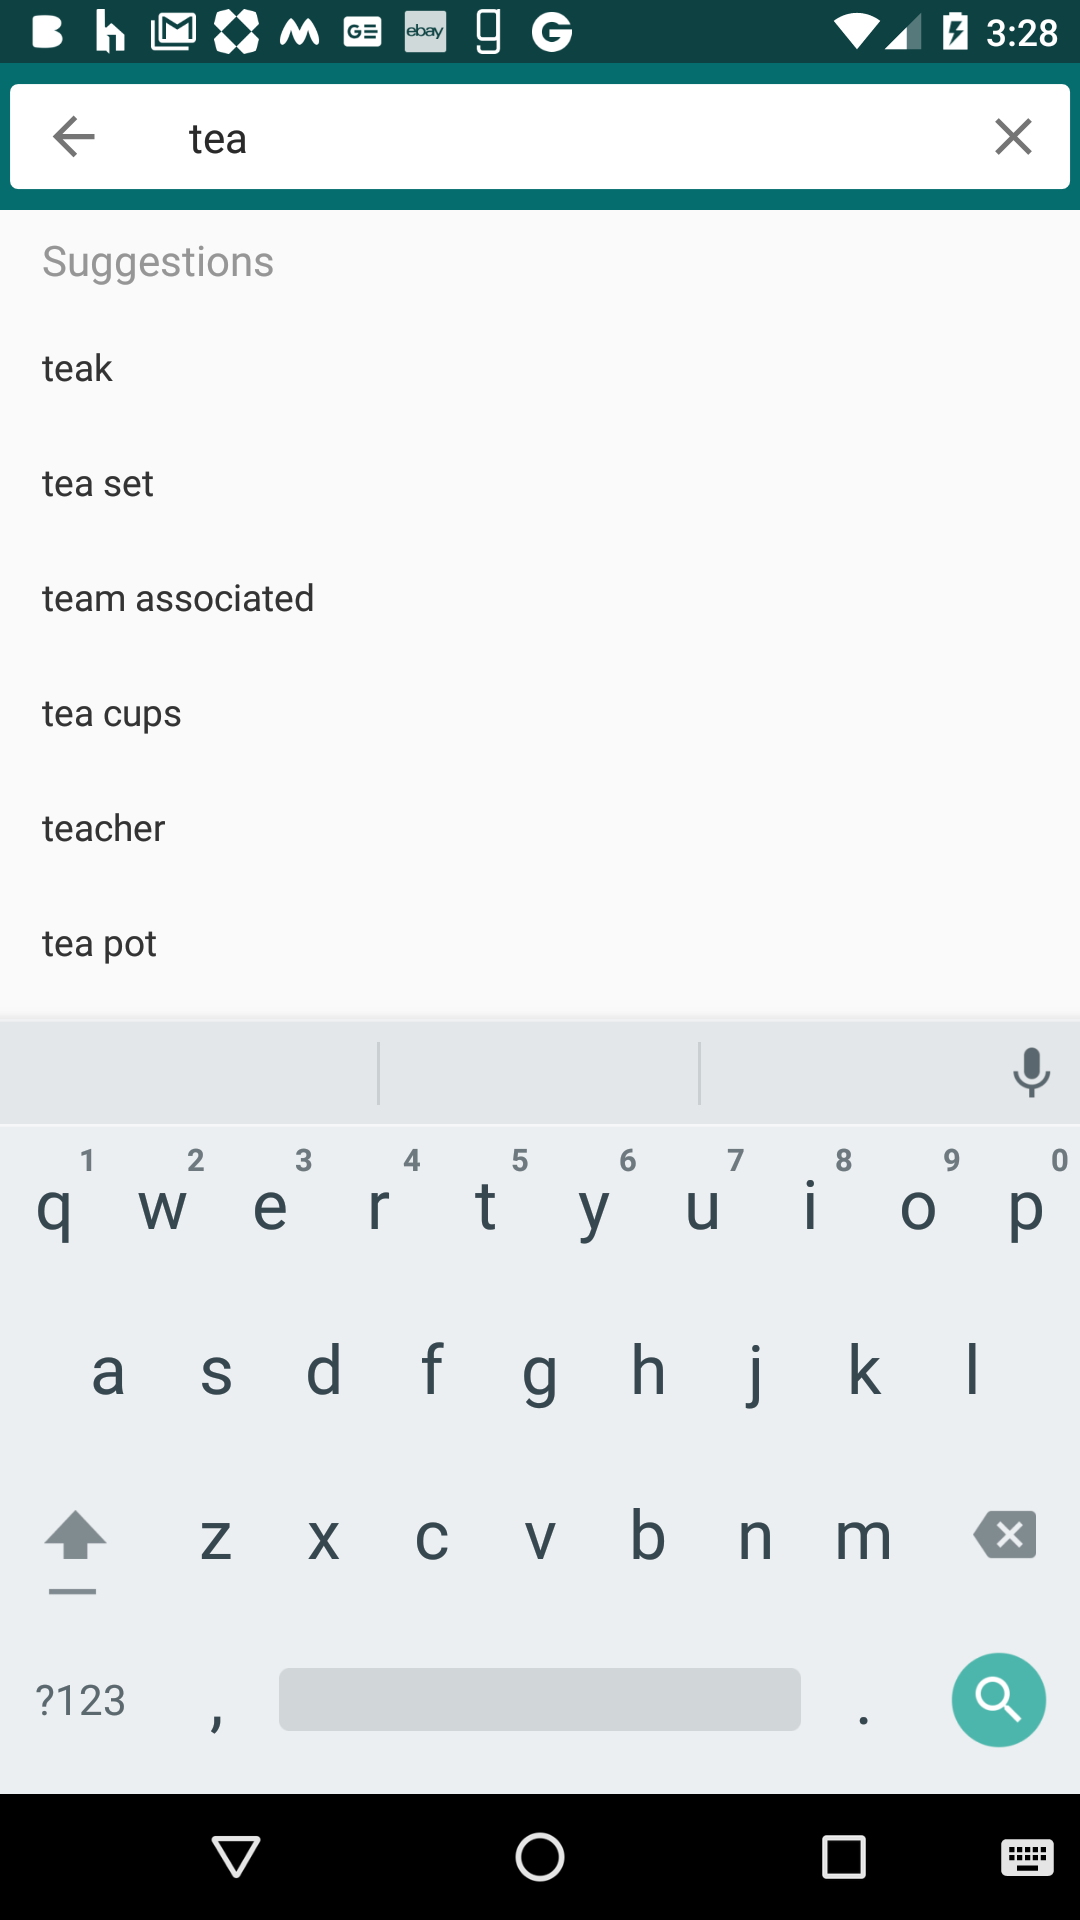 GE ebay g G 3:28
tea
Suggestions
teak
tea set
team associated
tea cups
teacher
tea pot
1 2 3 4 5 6 7 8 9 0
q w e r t y u i o p
a s d f g h j k l
z x c v b n m
?123 , .